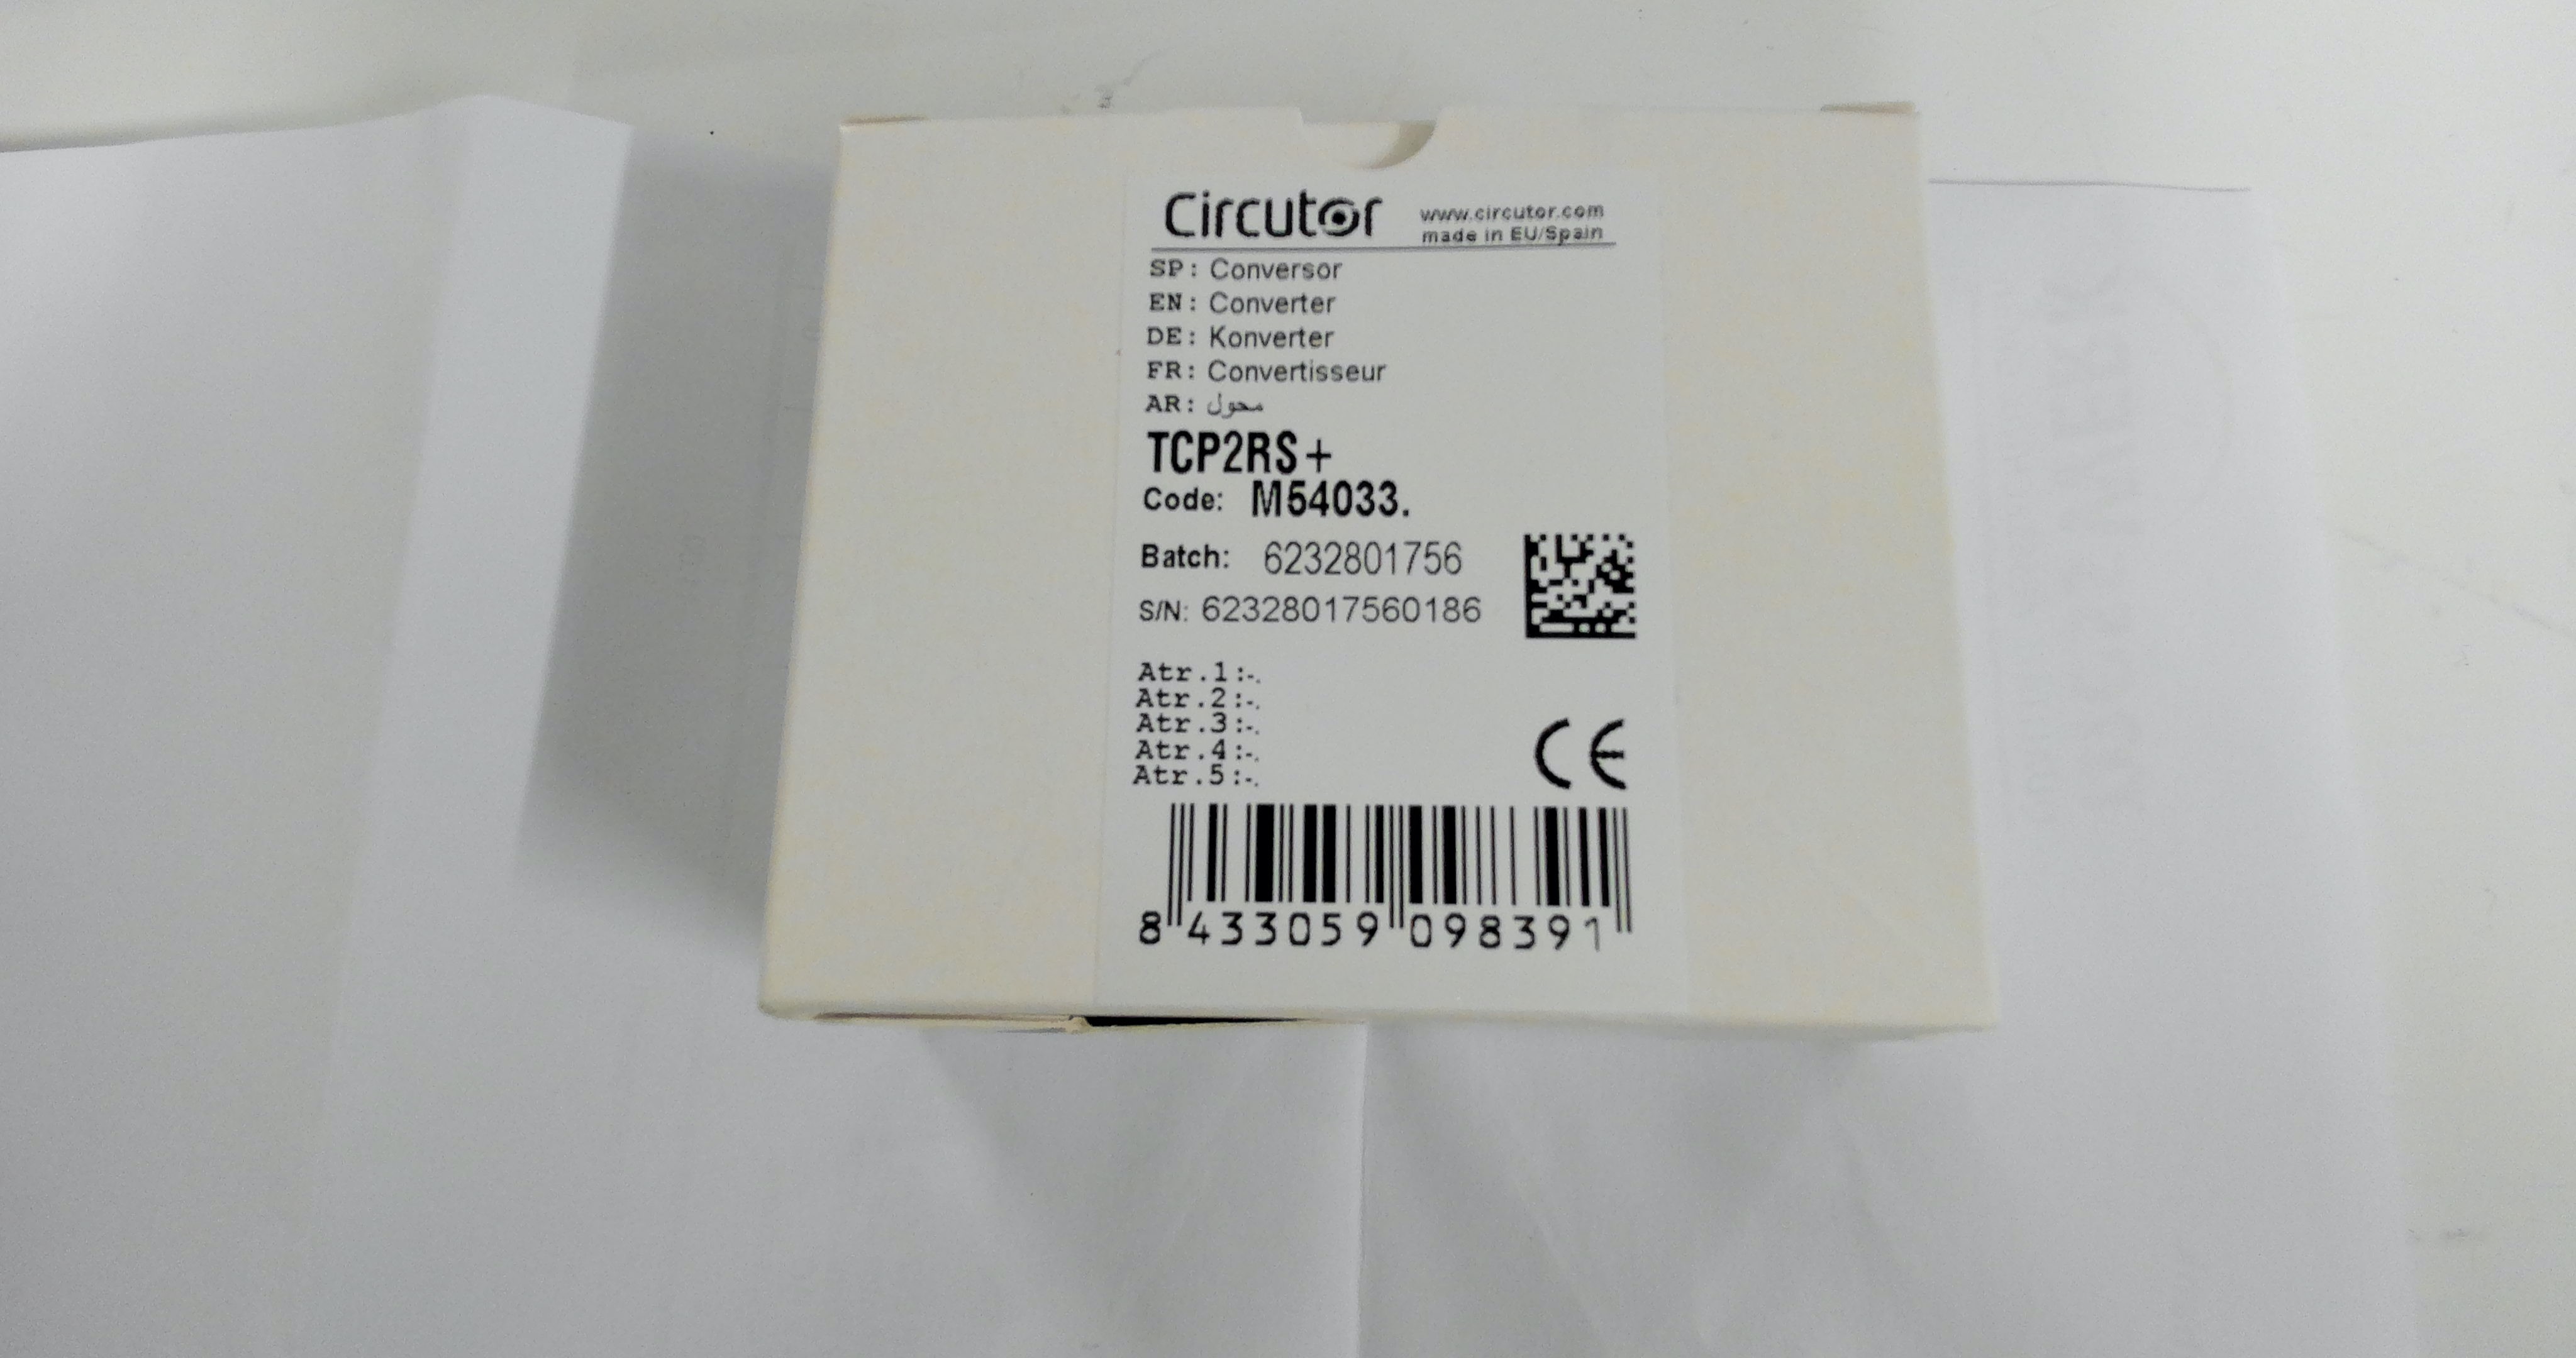 Circutor
www.circutor.com
made in EU/Spain
SP: Conversor
EN: Converter
DE: Konverter
FR: Convertisseur
AR: محول
TCP2RS+
Code: M54033.
Batch: 6232801756
S/N: 62328017560186
Atr.1:-.
Atr.2:-.
Atr.3:-.
Atr.4:-.
Atr.5:-.
CE
8 433059 098391